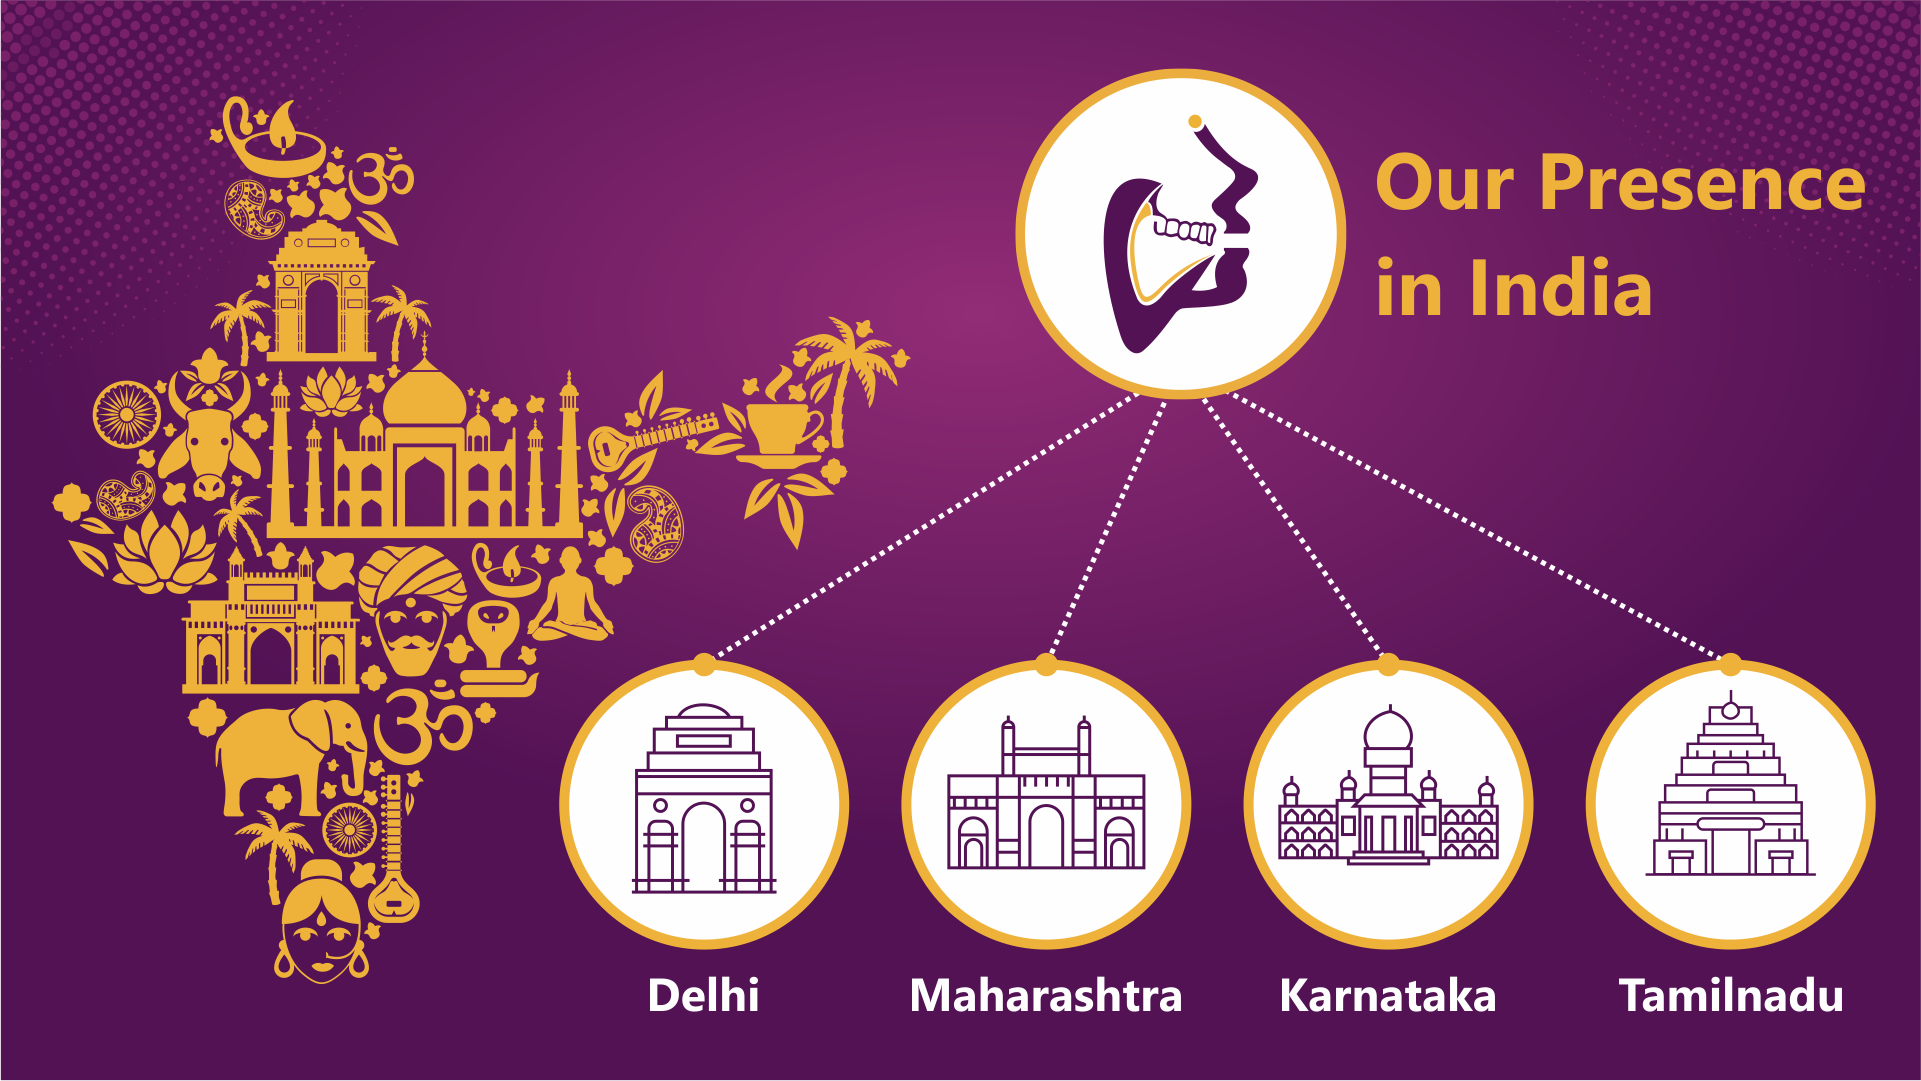 ॐ
Our Presence
in India
ॐ
Delhi
Maharashtra
Karnataka
Tamilnadu